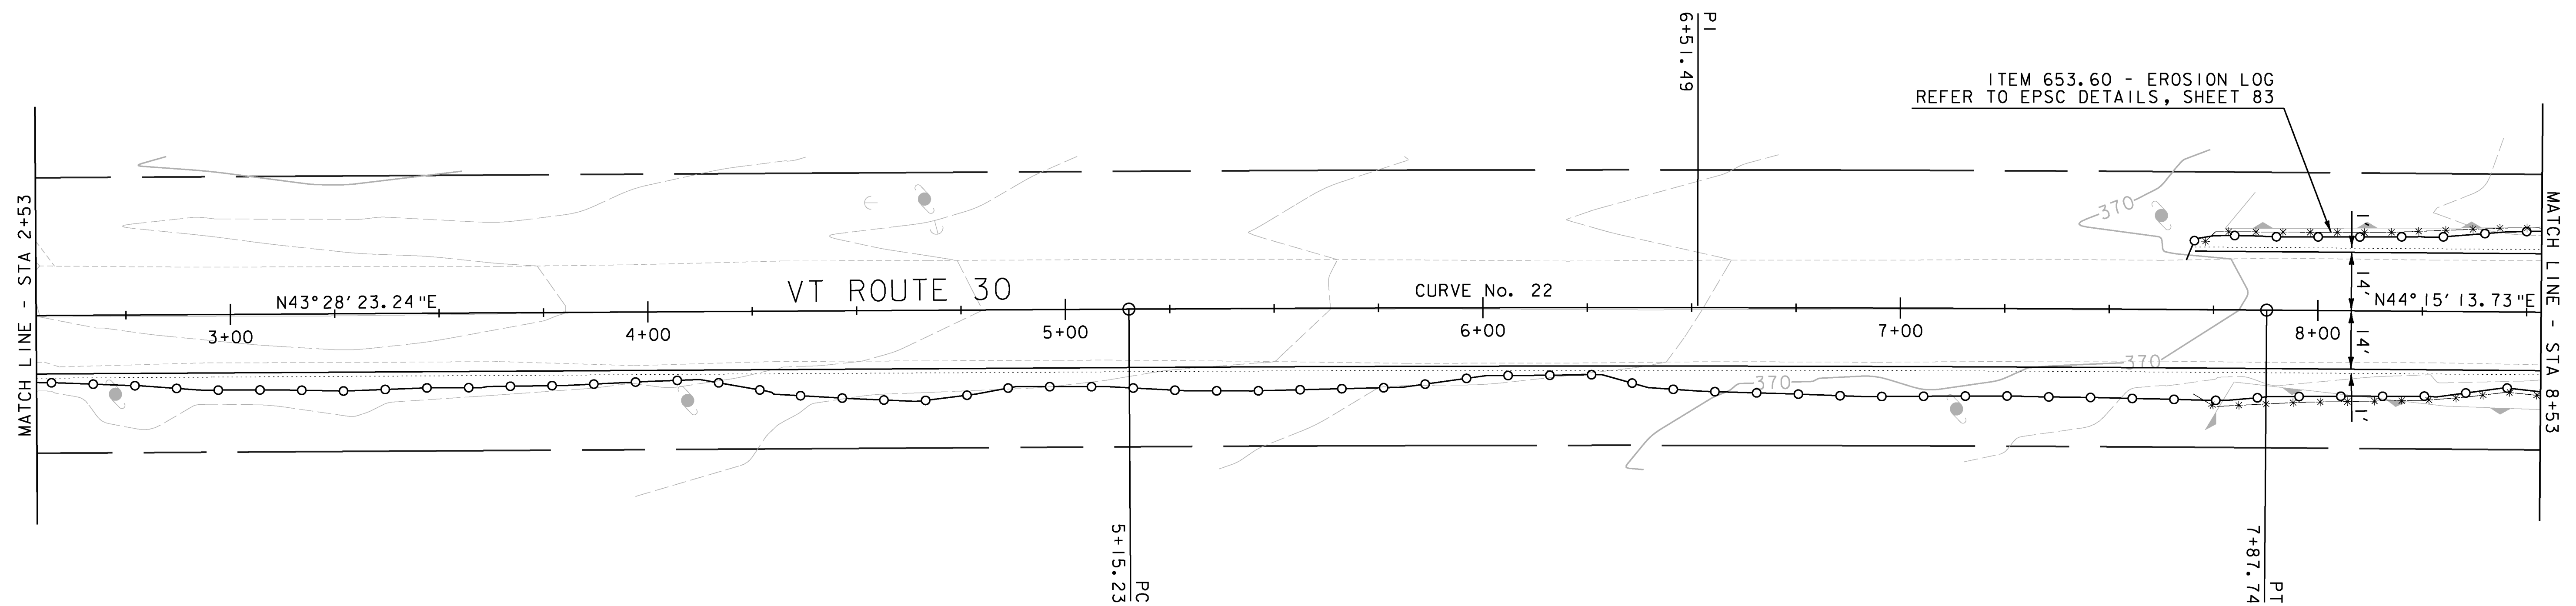 MATCH LINE - STA 2+53
N43°28'23.24"E
3+00
4+00
VT ROUTE 30
5+00
PC
5+15.23
CURVE No. 22
6+00
PI
6+51.49
7+00
370
370
370
ITEM 653.60 - EROSION LOG
REFER TO EPSC DETAILS, SHEET 83
1'
14'
14'
1'
8+00
PT
7+87.74
N44°15'13.73"E
MATCH LINE - STA 8+53